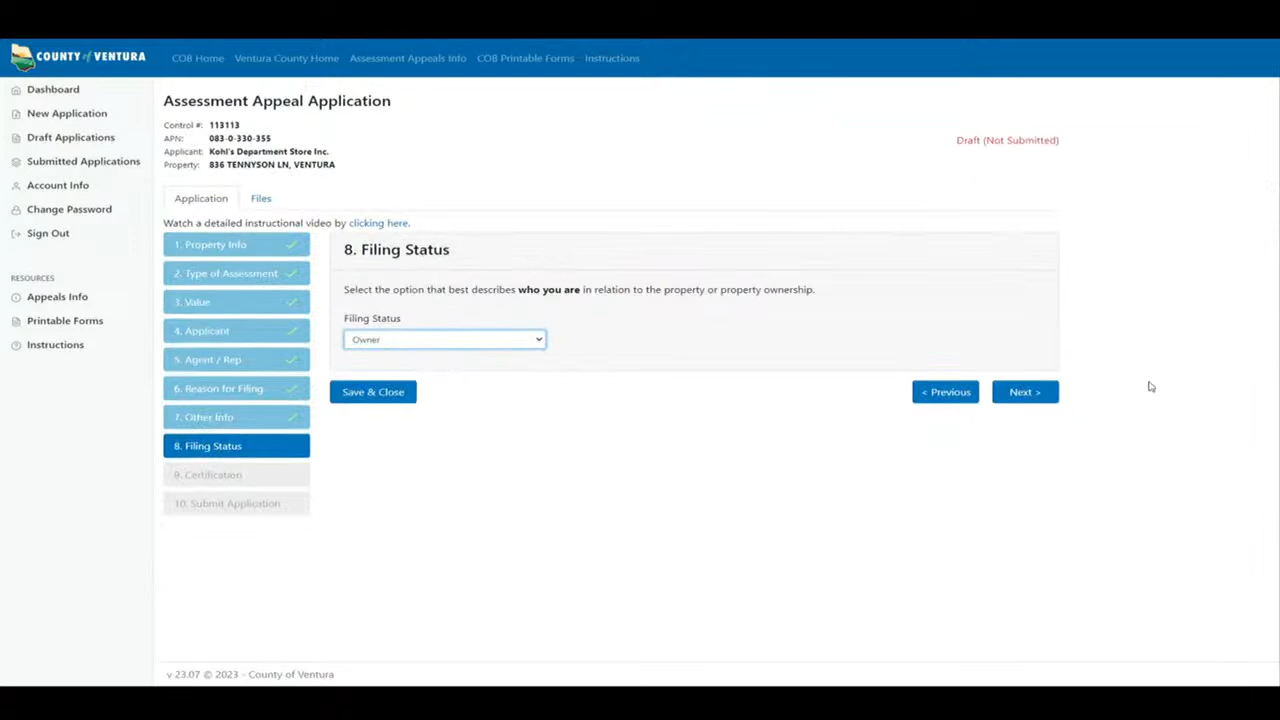 COUNTY of VENTURA
COB Home Ventura County Home Assessment Appeals Info COB Printable Forms Instructions
Dashboard
New Application
Draft Applications
Submitted Applications
Account Info
Change Password
Sign Out
RESOURCES
Appeals Info
Printable Forms
Instructions
Assessment Appeal Application
Control #: 113113
APN: 083-0-330-355
Applicant: Kohl's Department Store Inc.
Property: 836 TENNYSON LN, VENTURA
Draft (Not Submitted)
Application Files
Watch a detailed instructional video by clicking here.
1. Property Info
2. Type of Assessment
3. Value
4. Applicant
5. Agent / Rep
6. Reason for Filing
7. Other Info
8. Filing Status
9. Certification
10. Submit Application
8. Filing Status
Select the option that best describes who you are in relation to the property or property ownership.
Filing Status
Owner
Save & Close
< Previous
Next >
v 23.07 © 2023 - County of Ventura